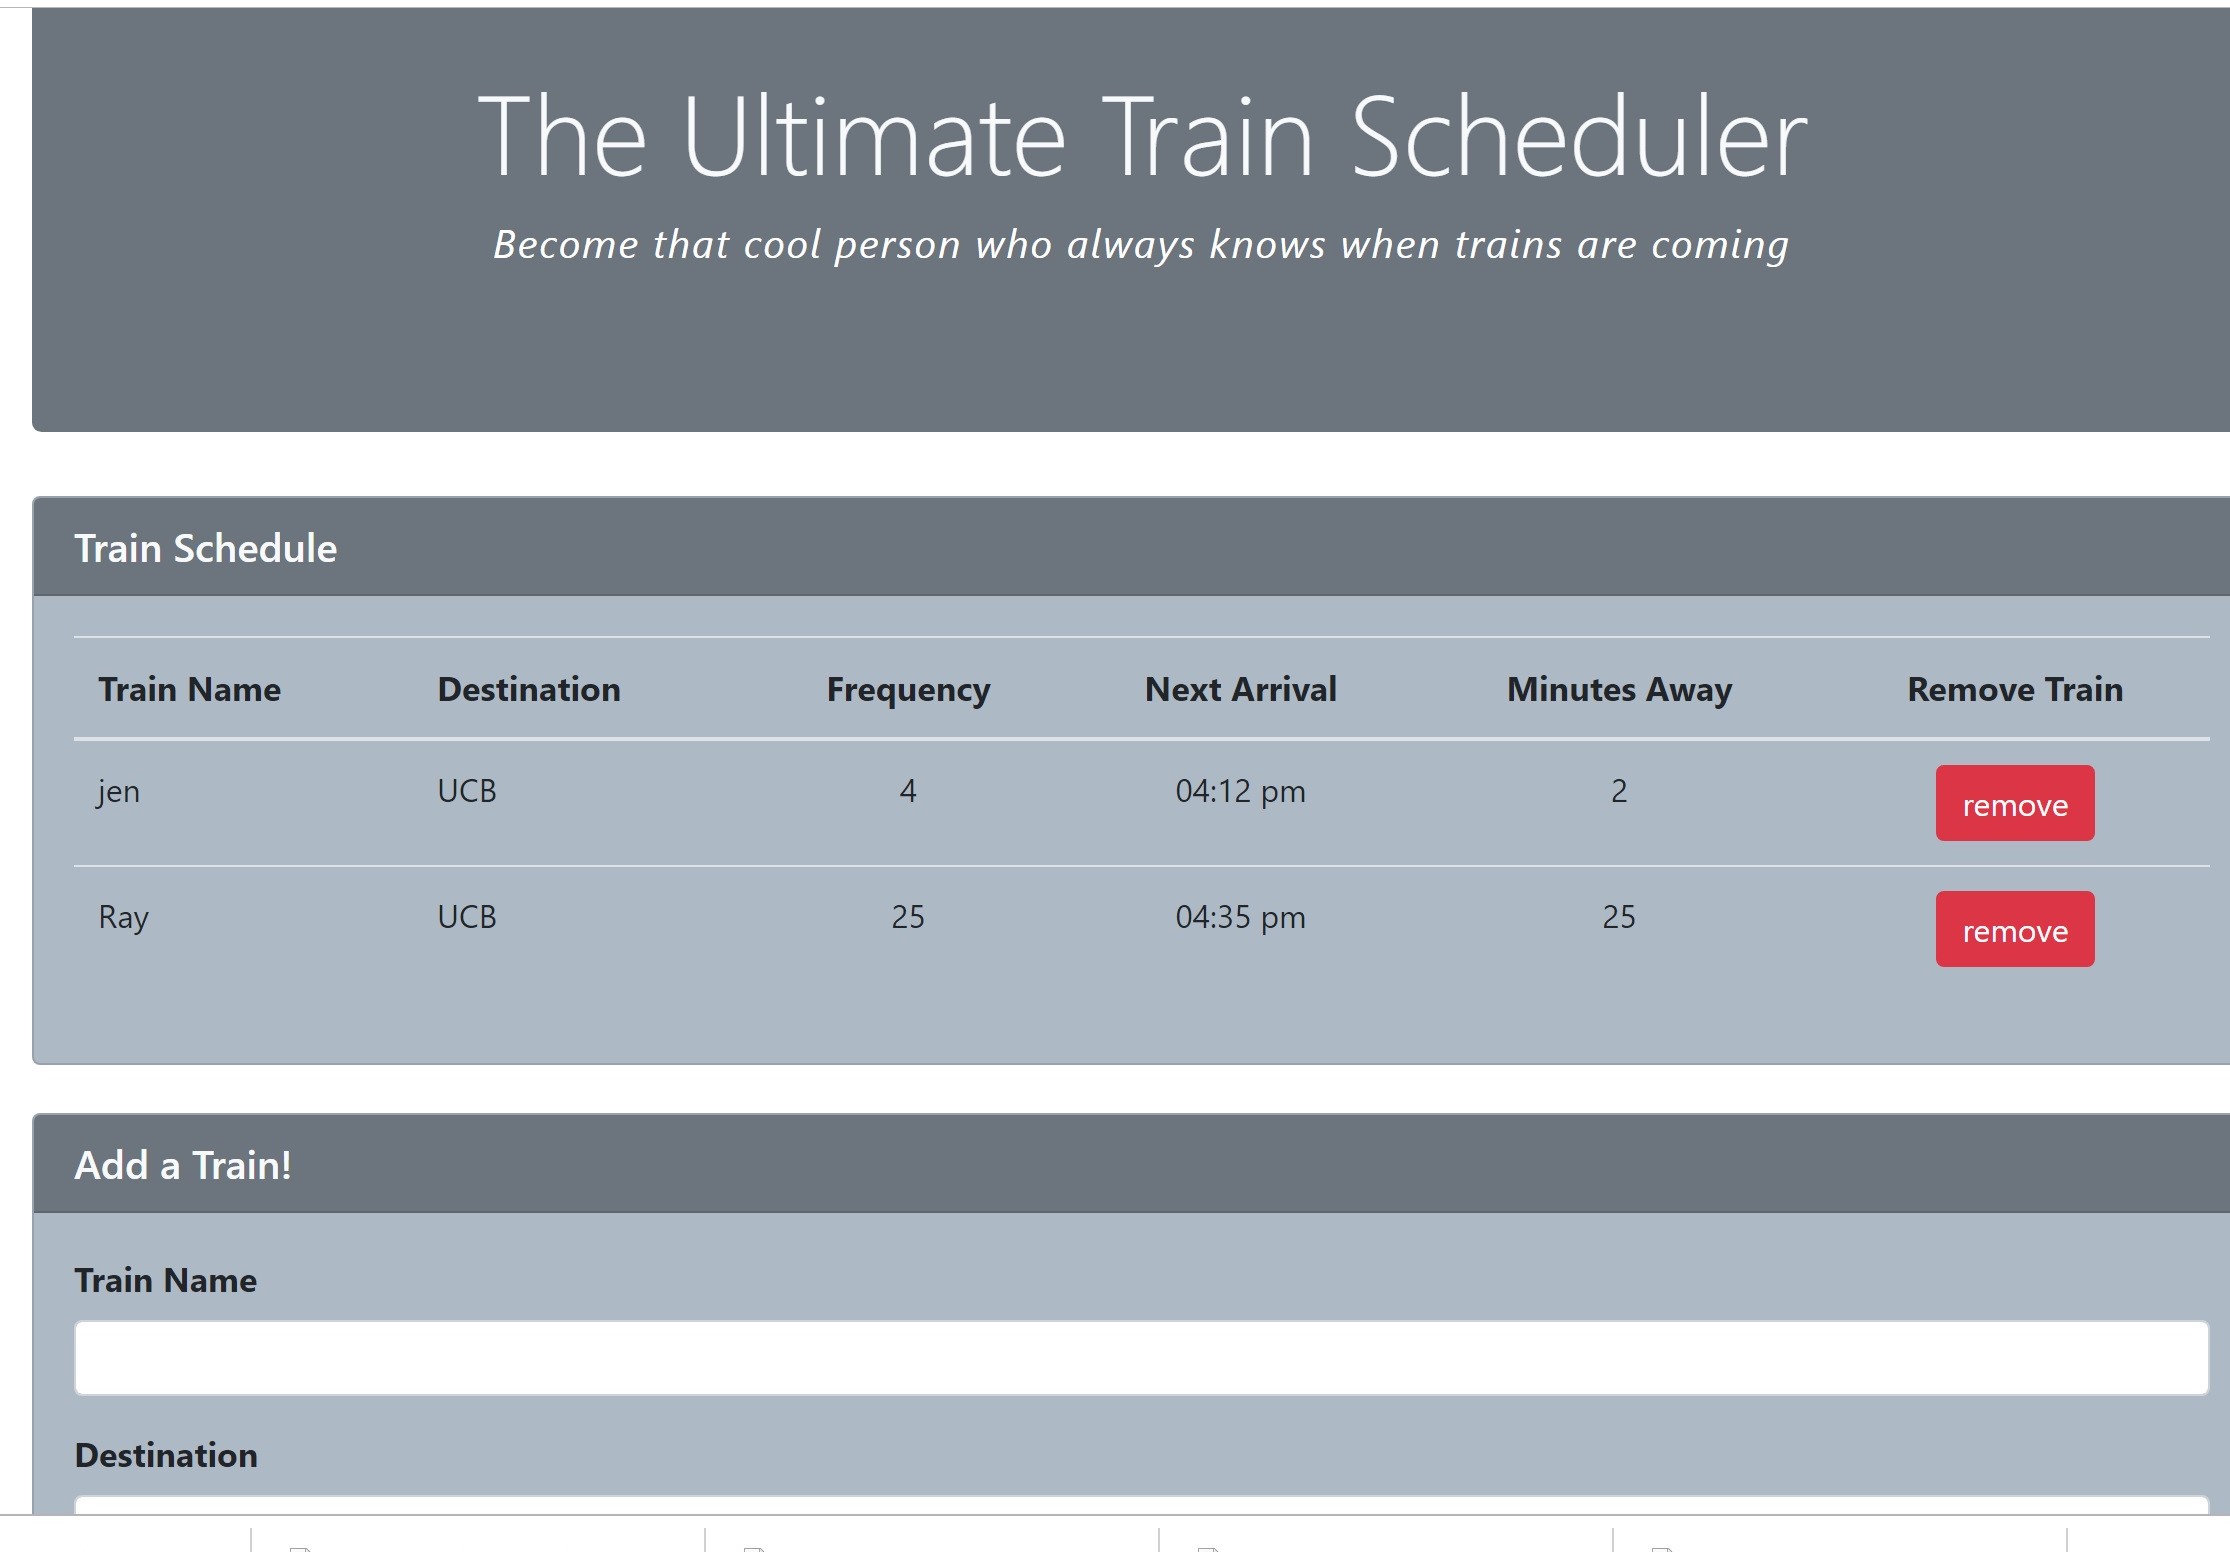 The Ultimate Train Scheduler
Become that cool person who always knows when trains are coming
Train Schedule
Train Name Destination Frequency Next Arrival Minutes Away Remove Train
jen UCB 4 04:12 pm 2 remove
Ray UCB 25 04:35 pm 25 remove
Add a Train!
Train Name
Destination